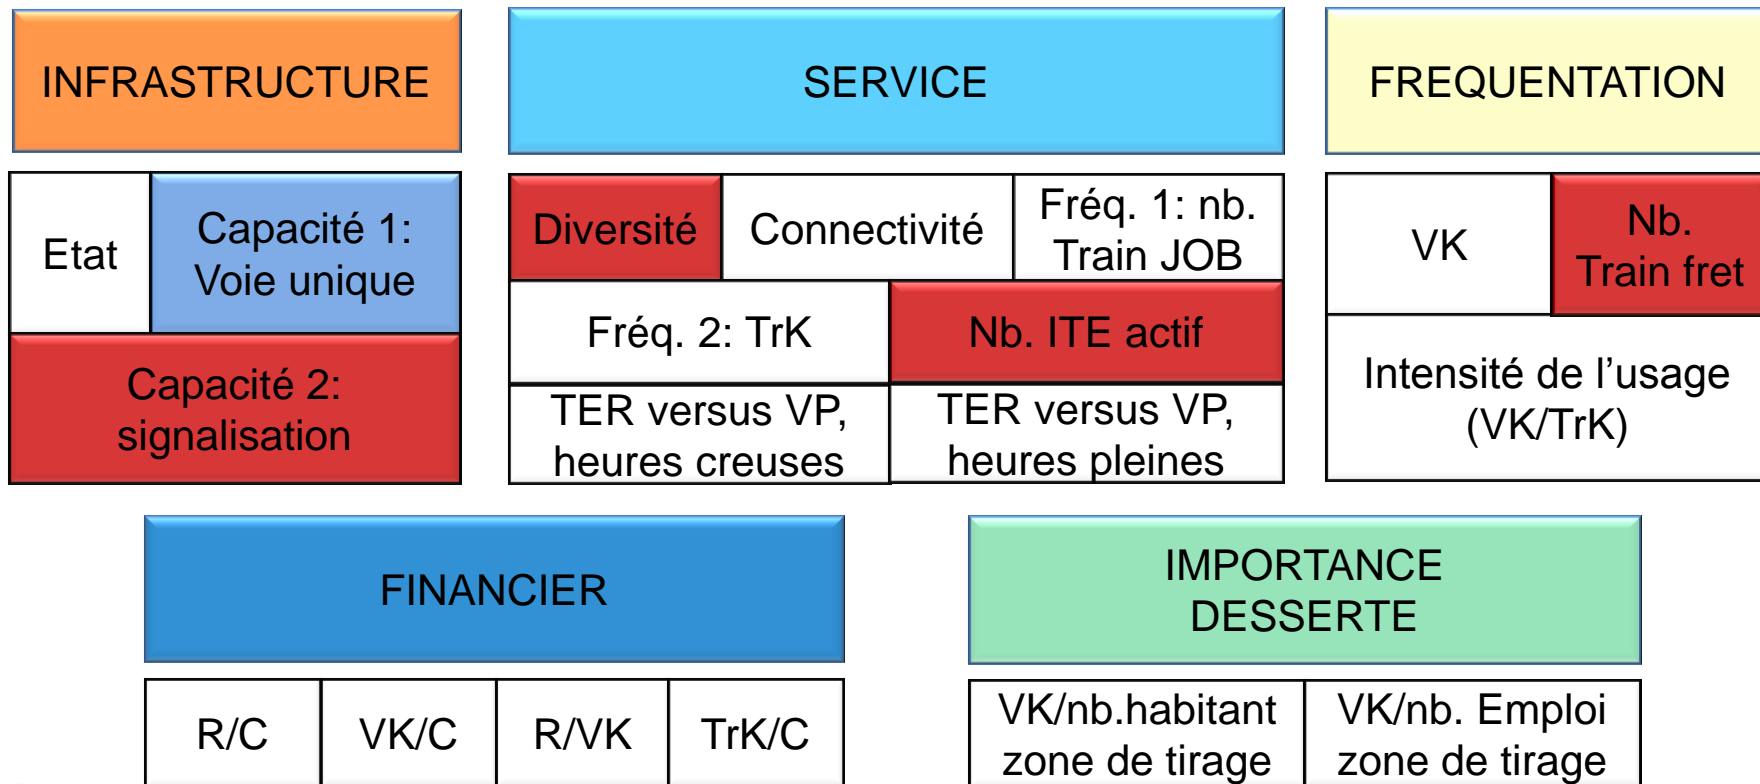 INFRASTRUCTURE
SERVICE
FREQUENTATION
Etat
Capacité 1:
Voie unique
Capacité 2:
signalisation
Diversité
Connectivité
Fréq. 1: nb.
Train JOB
Fréq. 2: TrK
Nb. ITE actif
TER versus VP,
heures creuses
TER versus VP,
heures pleines
VK
Nb.
Train fret
Intensité de l’usage
(VK/TrK)
FINANCIER
R/C
VK/C
R/VK
TrK/C
IMPORTANCE
DESSERTE
VK/nb.habitant
zone de tirage
VK/nb. Emploi
zone de tirage